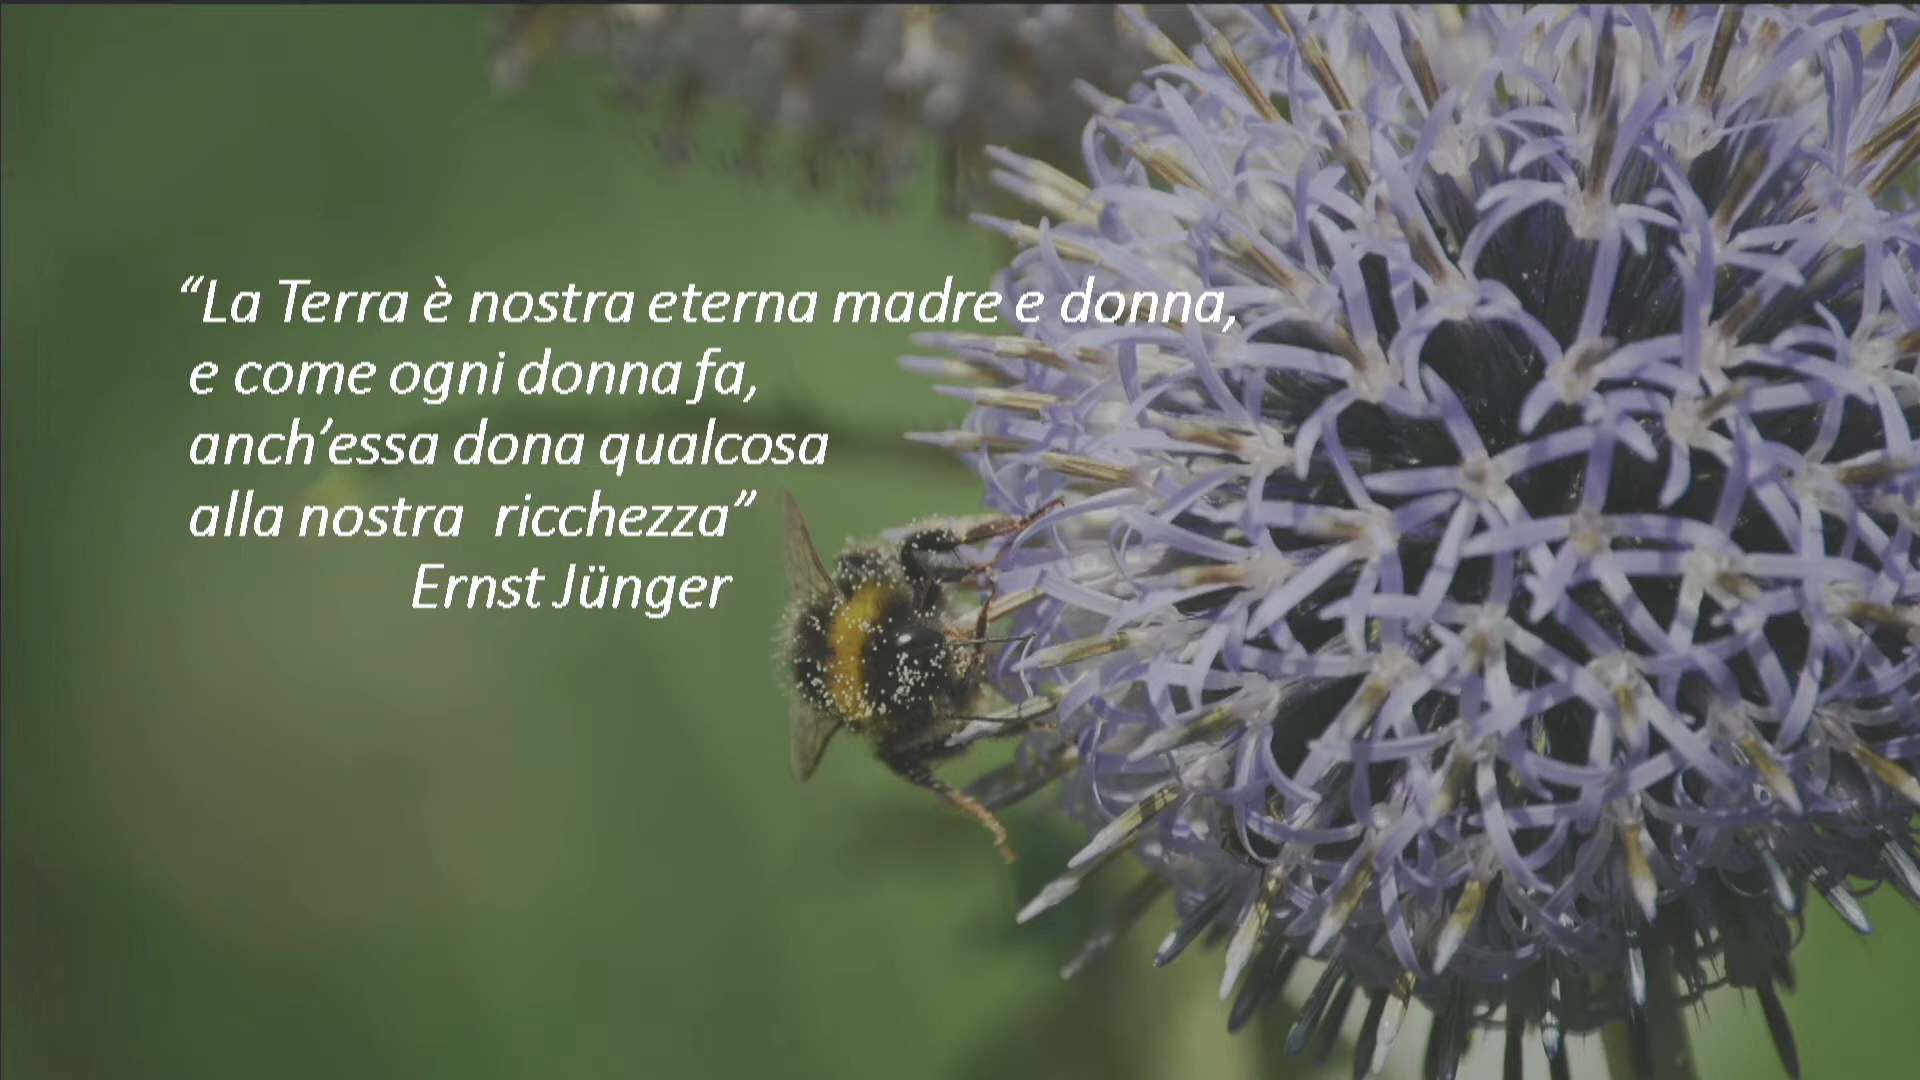 “La Terra è nostra eterna madre e donna,
e come ogni donna fa,
anch’essa dona qualcosa
alla nostra ricchezza”
Ernst Jünger